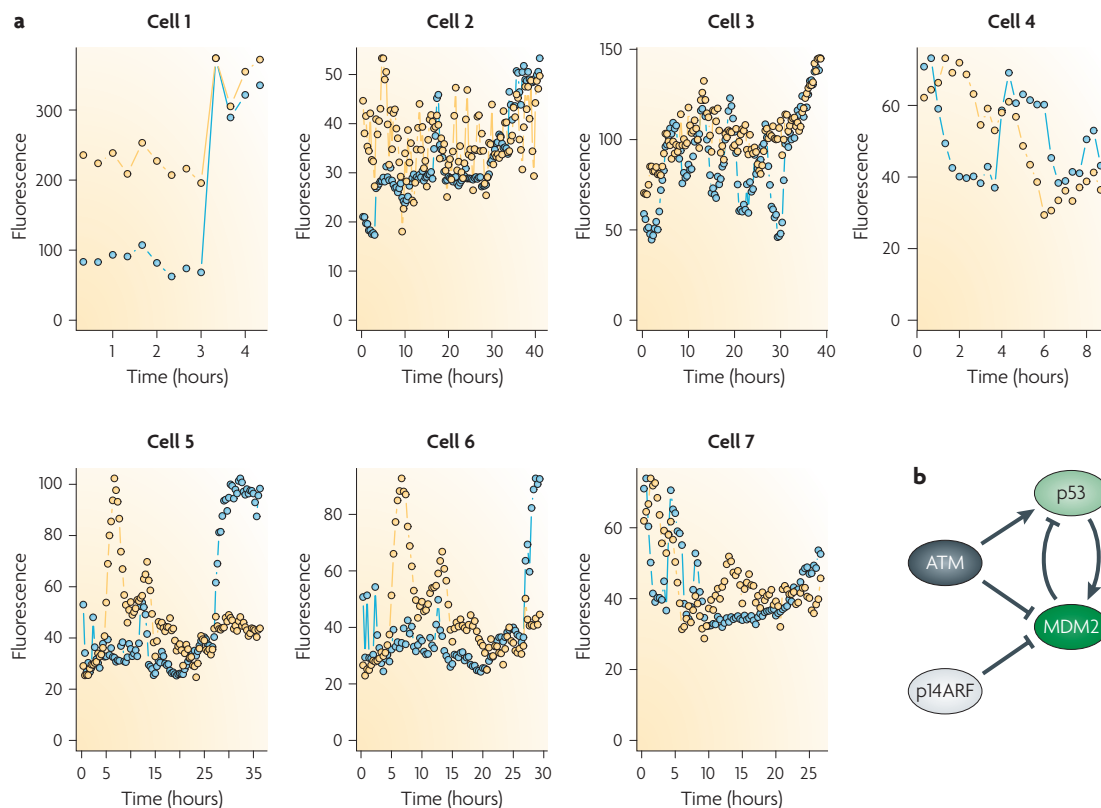 a
Cell 1
Cell 2
Cell 3
Cell 4
Fluorescence
300
200
100
0
1 2 3 4
Time (hours)
Fluorescence
50
40
30
20
10
0
0 10 20 30 40
Time (hours)
Fluorescence
150
100
50
0
0 10 20 30 40
Time (hours)
Fluorescence
60
40
20
0
0 2 4 6 8
Time (hours)
Cell 5
Cell 6
Cell 7
Fluorescence
100
80
60
40
20
0
0 5 15 25 35
Time (hours)
Fluorescence
80
60
40
20
0
0 5 10 15 20 25 30
Time (hours)
Fluorescence
60
40
20
0
0 5 10 15 20 25
Time (hours)
b
p53
ATM
MDM2
p14ARF